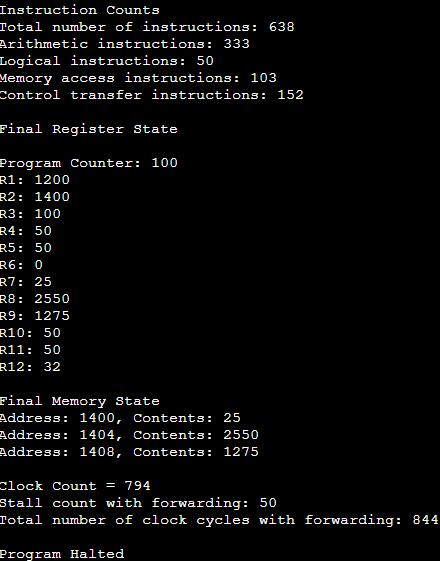 Instruction Counts
Total number of instructions: 638
Arithmetic instructions: 333
Logical instructions: 50
Memory access instructions: 103
Control transfer instructions: 152
Final Register State
Program Counter: 100
R1: 1200
R2: 1400
R3: 100
R4: 50
R5: 50
R6: 0
R7: 25
R8: 2550
R9: 1275
R10: 50
R11: 50
R12: 32
Final Memory State
Address: 1400, Contents: 25
Address: 1404, Contents: 2550
Address: 1408, Contents: 1275
Clock Count = 794
Stall count with forwarding: 50
Total number of clock cycles with forwarding: 844
Program Halted